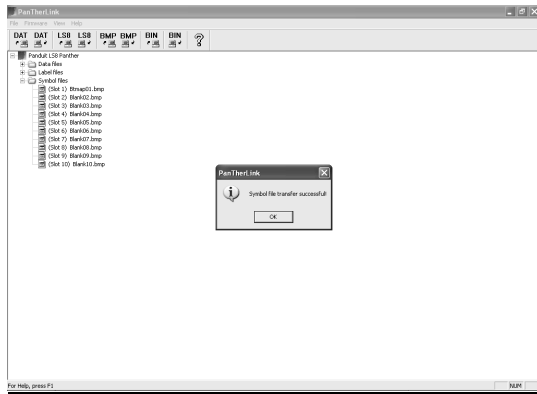 PanTherLink
File Firmware View Help
DAT DAT LS8 LS8 BMP BMP BIN BIN
Panduit LS8 Panther
Data files
Label files
Symbol files
(Slot 1) Bitmap01.bmp
(Slot 2) Blank02.bmp
(Slot 3) Blank03.bmp
(Slot 4) Blank04.bmp
(Slot 5) Blank05.bmp
(Slot 6) Blank06.bmp
(Slot 7) Blank07.bmp
(Slot 8) Blank08.bmp
(Slot 9) Blank09.bmp
(Slot 10) Blank10.bmp
PanTherLink
Symbol file transfer successful!
OK
For Help, press F1
NUM